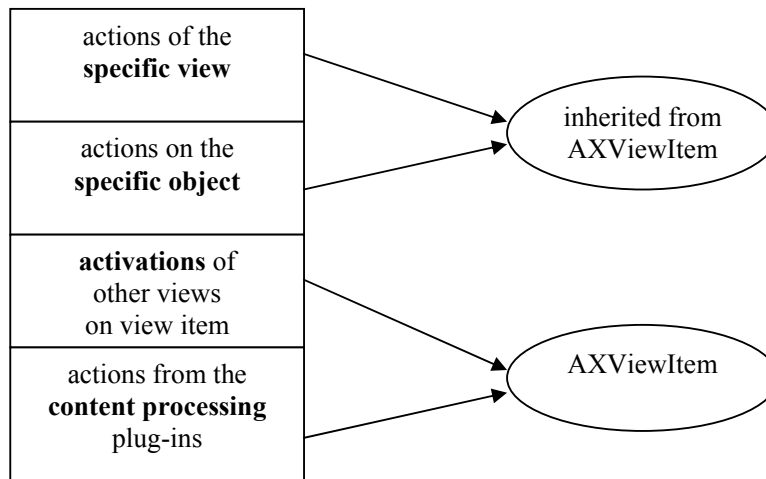 actions of the
specific view
actions on the
specific object
activations of
other views
on view item
actions from the
content processing
plug-ins
inherited from
AXViewItem
AXViewItem